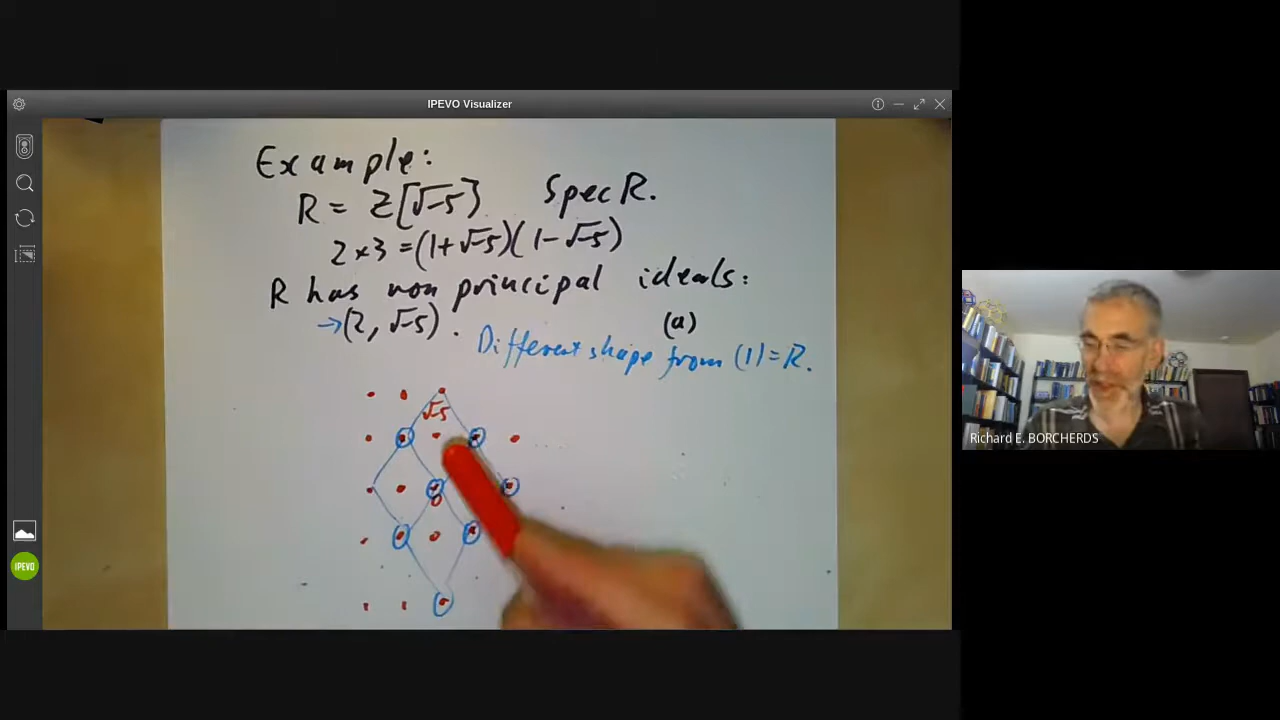 IPEVO Visualizer
Example:
R = Z[√-5] Spec R.
2×3 = (1+√-5)(1-√-5)
R has non principal ideals:
→(2, √-5). (a)
Different shape from (1) = R.
√-5
0
Richard E. BORCHERDS
IPEVO